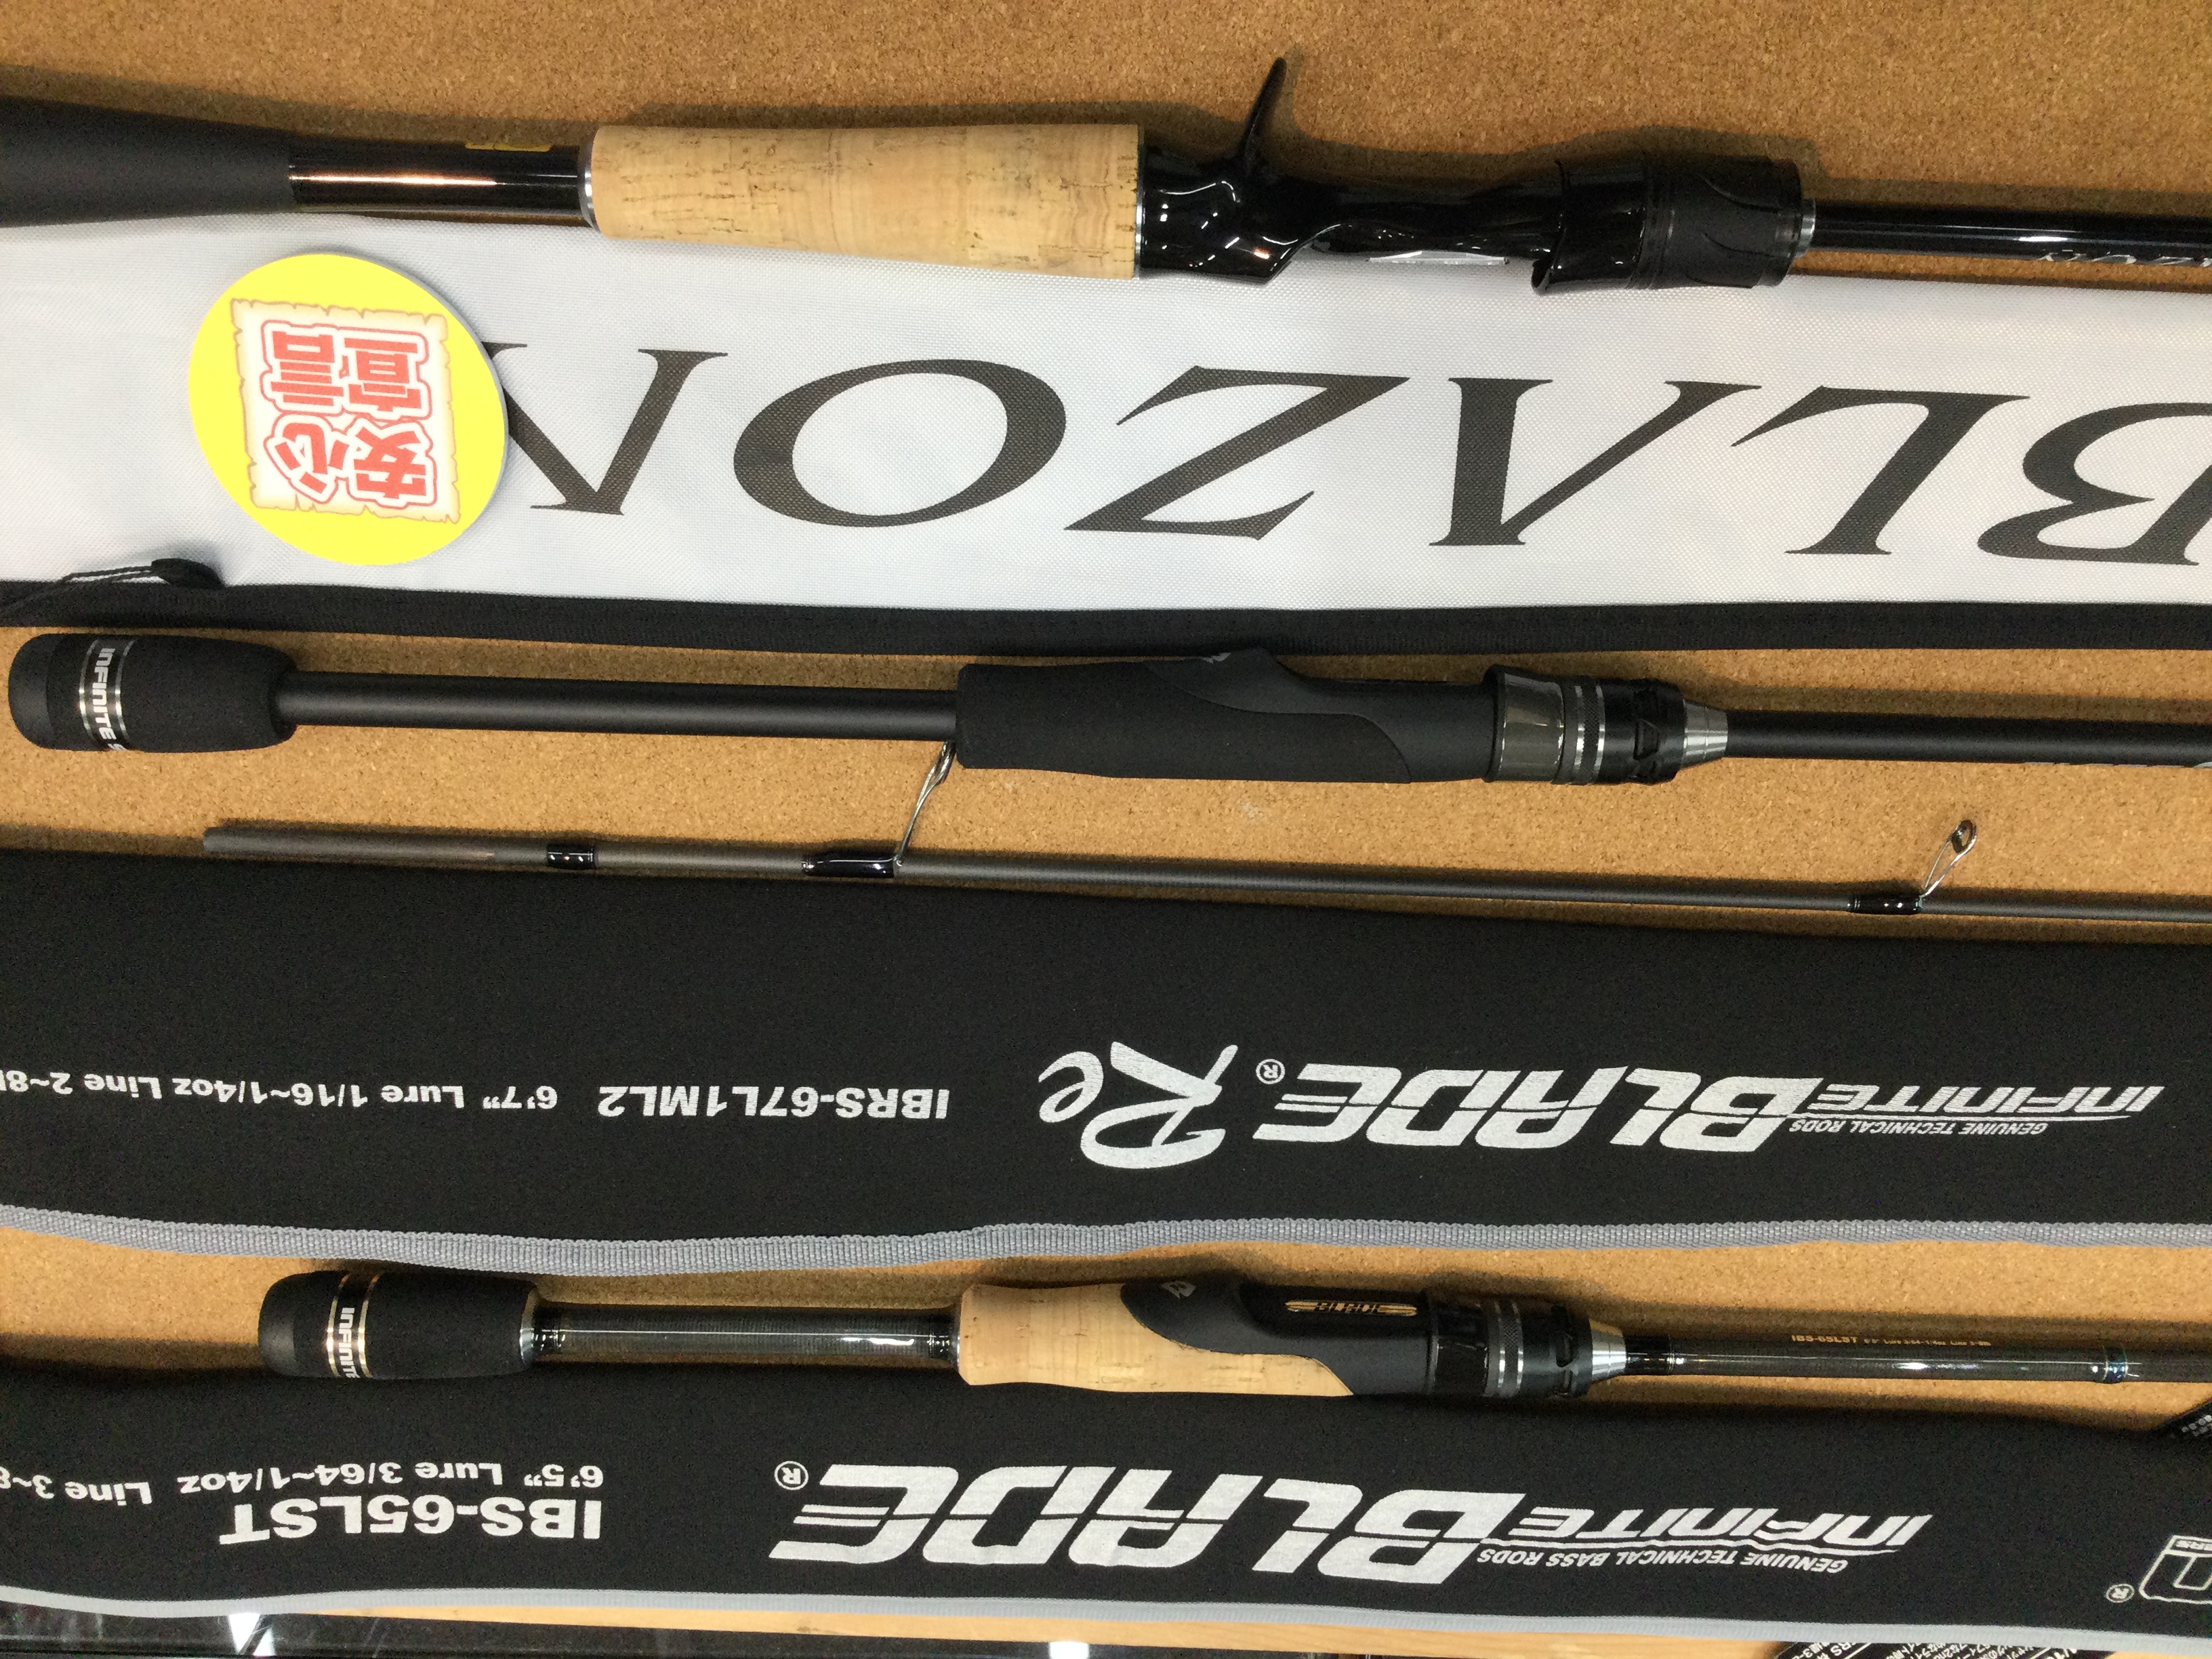 BLAZON
安心
宣言
INFINITE
INFINITE
BLADE®
Re
GENUINE TECHNICAL RODS
IBRS-67L1ML2
6'7" Lure 1/16~1/4oz Line 2~8
INFINITE
IBS-65LST
INFINITE
BLADE®
GENUINE TECHNICAL BASS RODS
IBS-65LST
6'5" Lure 3/64~1/4oz Line 3~8